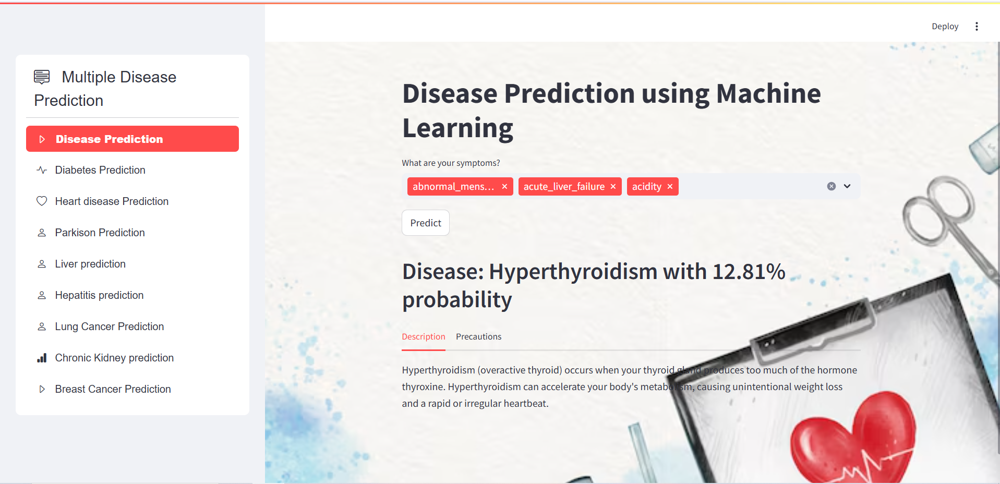 Deploy
Multiple Disease
Prediction
Disease Prediction
Diabetes Prediction
Heart disease Prediction
Parkison Prediction
Liver prediction
Hepatitis prediction
Lung Cancer Prediction
Chronic Kidney prediction
Breast Cancer Prediction
Disease Prediction using Machine
Learning
What are your symptoms?
abnormal_mens... acute_liver_failure acidity
Predict
Disease: Hyperthyroidism with 12.81%
probability
Description Precautions
Hyperthyroidism (overactive thyroid) occurs when your thyroid gland produces too much of the hormone
thyroxine. Hyperthyroidism can accelerate your body's metabolism, causing unintentional weight loss
and a rapid or irregular heartbeat.